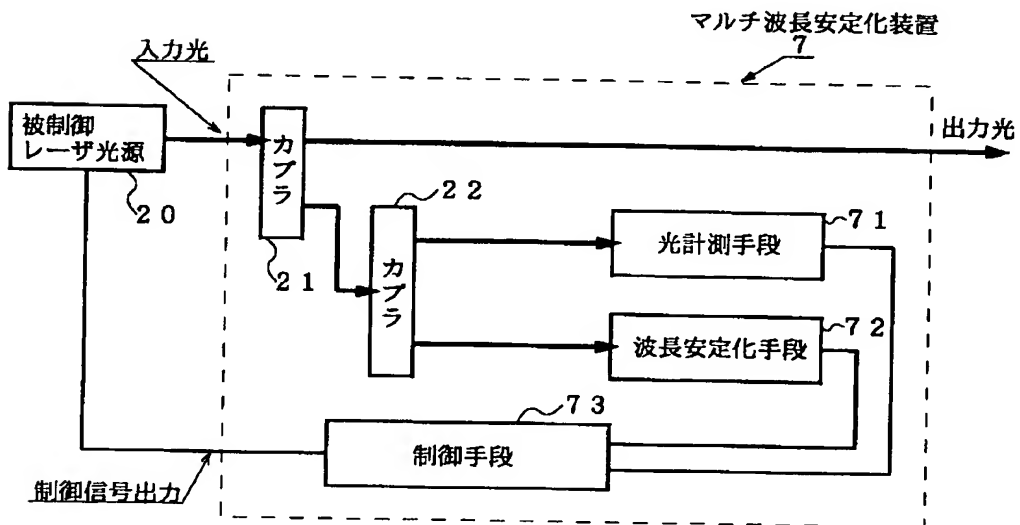 マルチ波長安定化装置
7
入力光
被制御
レーザ光源
20
カプラ
21
出力光
22
カプラ
光計測手段
71
波長安定化手段
72
73
制御手段
制御信号出力